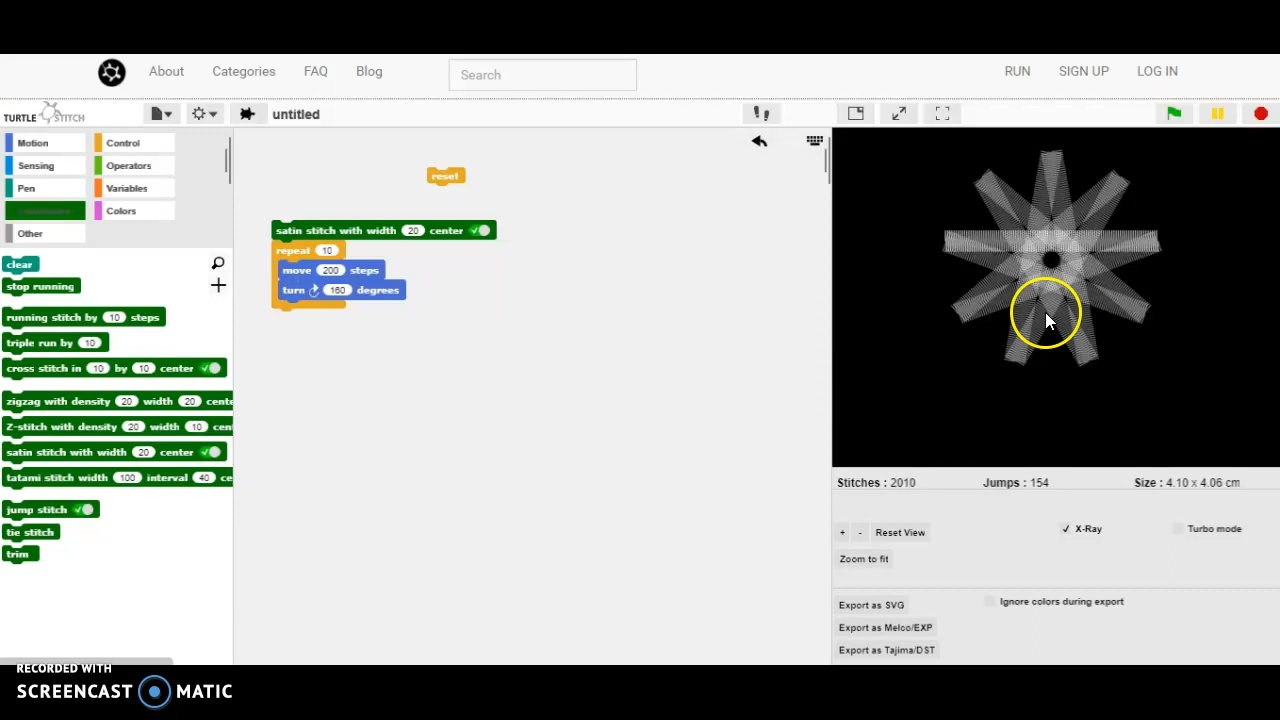 About Categories FAQ Blog Search RUN SIGN UP LOG IN
TURTLE STITCH untitled
Motion Control
Sensing Operators
Pen Variables
Colors
Other
clear
stop running
running stitch by 10 steps
triple run by 10
cross stitch in 10 by 10 center
zigzag with density 20 width 20 cente
Z-stitch with density 20 width 10 cen
satin stitch with width 20 center
tatami stitch width 100 interval 40 ce
jump stitch
tie stitch
trim
reset
satin stitch with width 20 center
repeat 10
move 200 steps
turn 160 degrees
Stitches : 2010 Jumps : 154 Size : 4.10 x 4.06 cm
+ - Reset View X-Ray Turbo mode
Zoom to fit
Export as SVG Ignore colors during export
Export as Melco/EXP
Export as Tajima/DST
RECORDED WITH
SCREENCAST MATIC